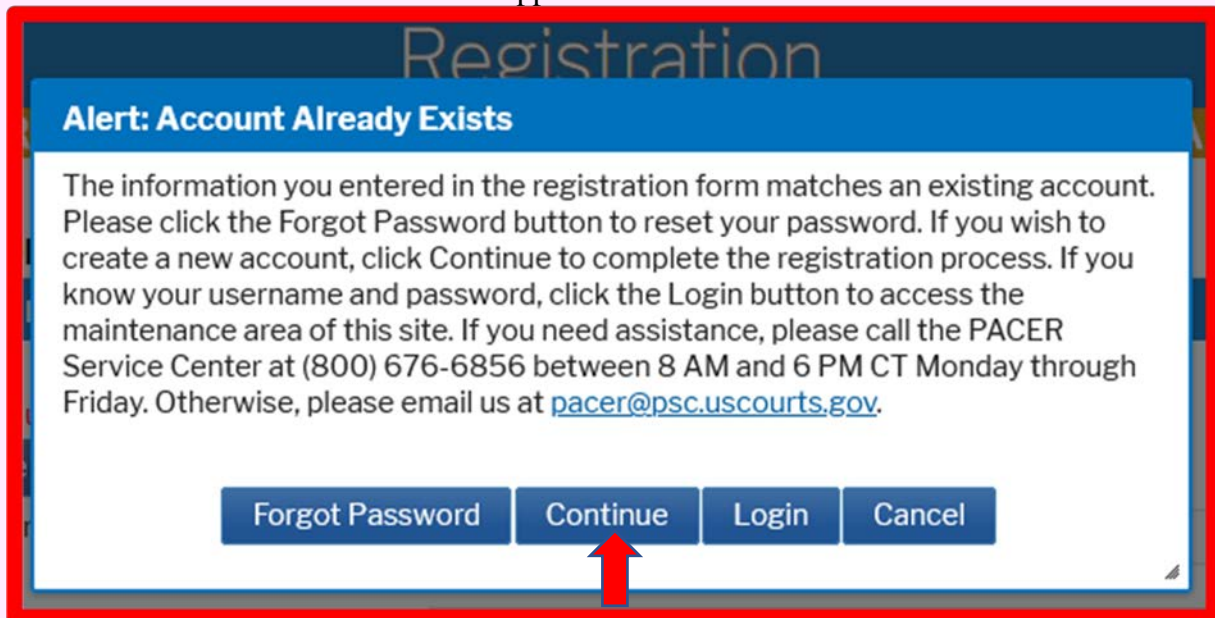 Registration
Alert: Account Already Exists
The information you entered in the registration form matches an existing account.
Please click the Forgot Password button to reset your password. If you wish to
create a new account, click Continue to complete the registration process. If you
know your username and password, click the Login button to access the
maintenance area of this site. If you need assistance, please call the PACER
Service Center at (800) 676-6856 between 8 AM and 6 PM CT Monday through
Friday. Otherwise, please email us at pacer@psc.uscourts.gov.
Forgot Password Continue Login Cancel